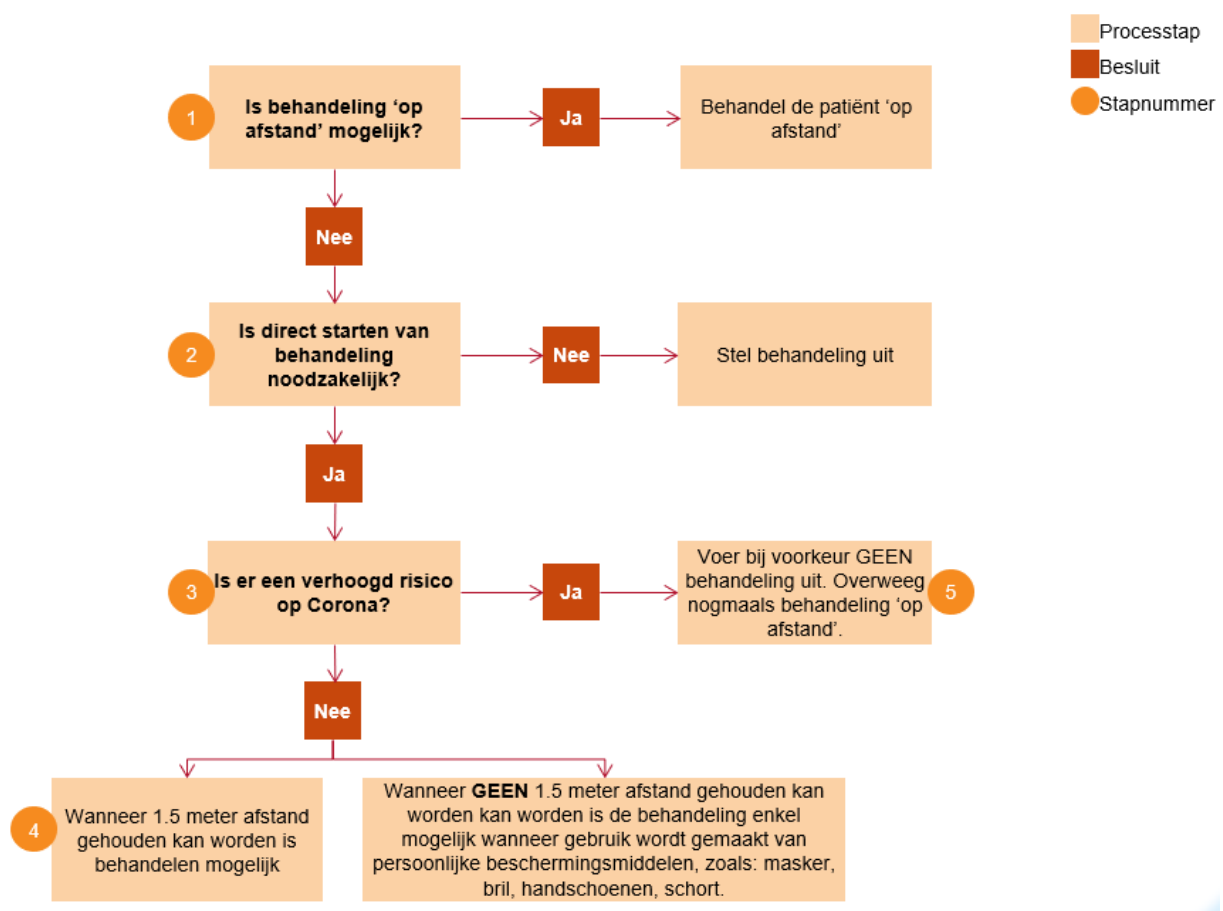 Processtap
Besluit
Stapnummer
1
Is behandeling ‘op
afstand’ mogelijk?
Ja
Behandel de patiënt ‘op
afstand’
Nee
2
Is direct starten van
behandeling
noodzakelijk?
Nee
Stel behandeling uit
Ja
3
Is er een verhoogd risico
op Corona?
Ja
Voer bij voorkeur GEEN
behandeling uit. Overweeg
nogmaals behandeling ‘op
afstand’.
5
Nee
4
Wanneer 1.5 meter afstand
gehouden kan worden is
behandelen mogelijk
Wanneer GEEN 1.5 meter afstand gehouden kan
worden kan worden is de behandeling enkel
mogelijk wanneer gebruik wordt gemaakt van
persoonlijke beschermingsmiddelen, zoals: masker,
bril, handschoenen, schort.